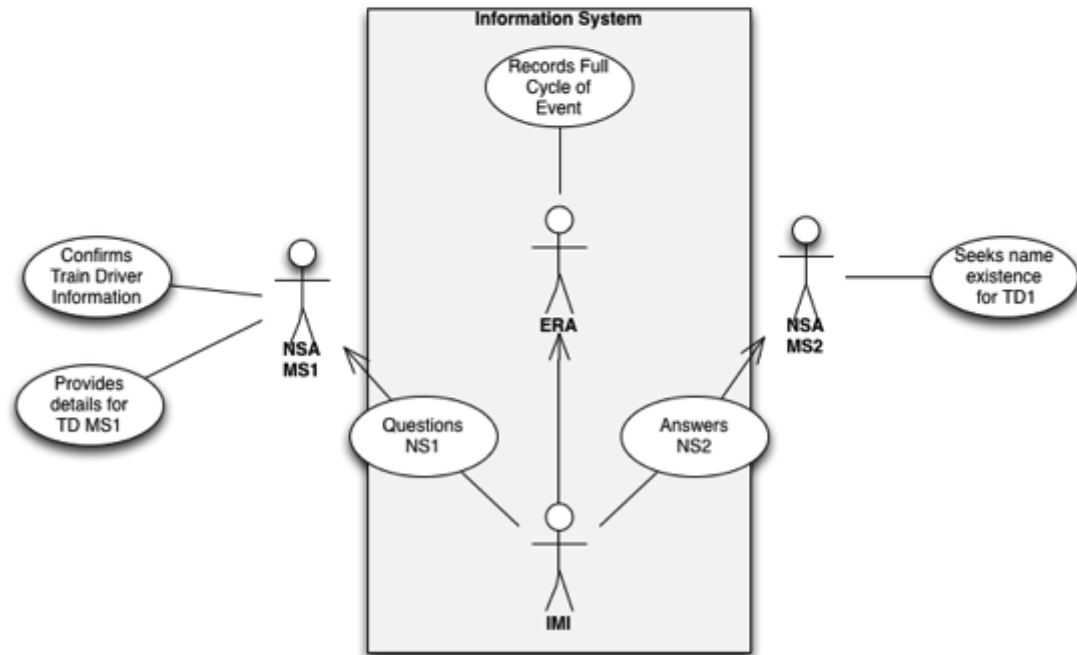 Information System
Records Full
Cycle of
Event
Confirms
Train Driver
Information
NSA
MS1
ERA
NSA
MS2
Seeks name
existence
for TD1
Provides
details for
TD MS1
Questions
NS1
Answers
NS2
IMI